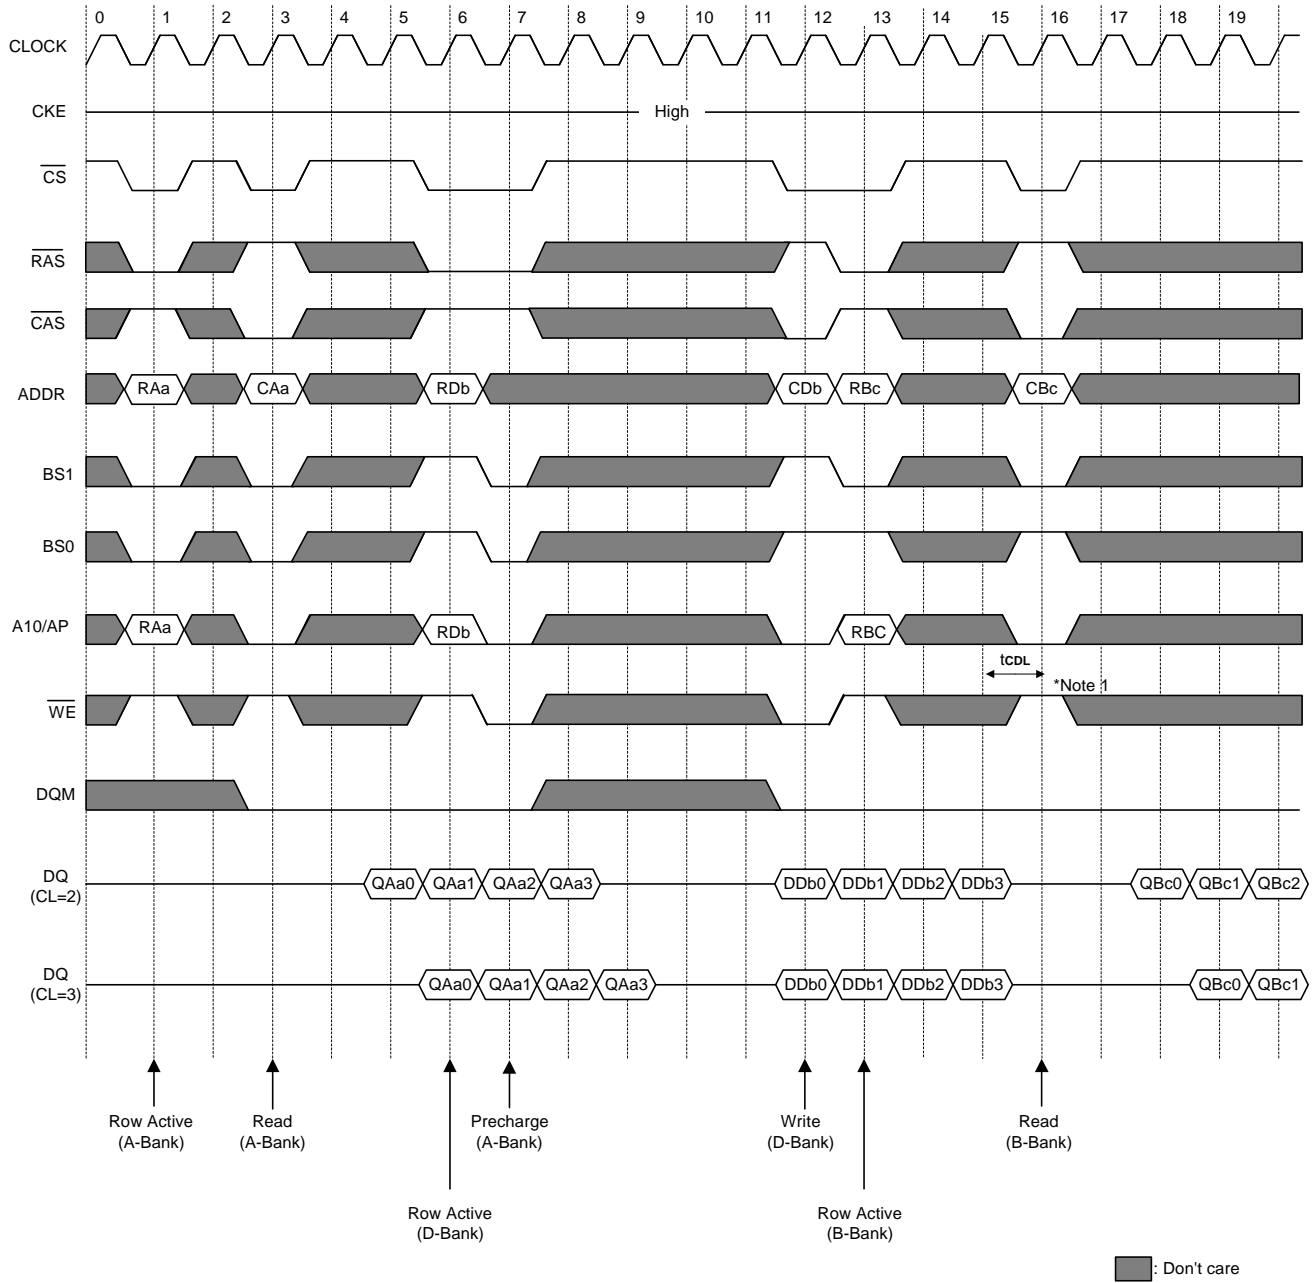 0 1 2 3 4 5 6 7 8 9 10 11 12 13 14 15 16 17 18 19
CLOCK
CKE
High
CS
RAS
CAS
ADDR
RAa CAa RDb CDb RBc CBc
BS1
BS0
A10/AP
RAa RDb RBC
tCDL
*Note 1
WE
DQM
DQ
(CL=2)
QAa0 QAa1 QAa2 QAa3 DDb0 DDb1 DDb2 DDb3 QBc0 QBc1 QBc2
DQ
(CL=3)
QAa0 QAa1 QAa2 QAa3 DDb0 DDb1 DDb2 DDb3 QBc0 QBc1
Row Active
(A-Bank)
Read
(A-Bank)
Precharge
(A-Bank)
Write
(D-Bank)
Read
(B-Bank)
Row Active
(D-Bank)
Row Active
(B-Bank)
: Don't care